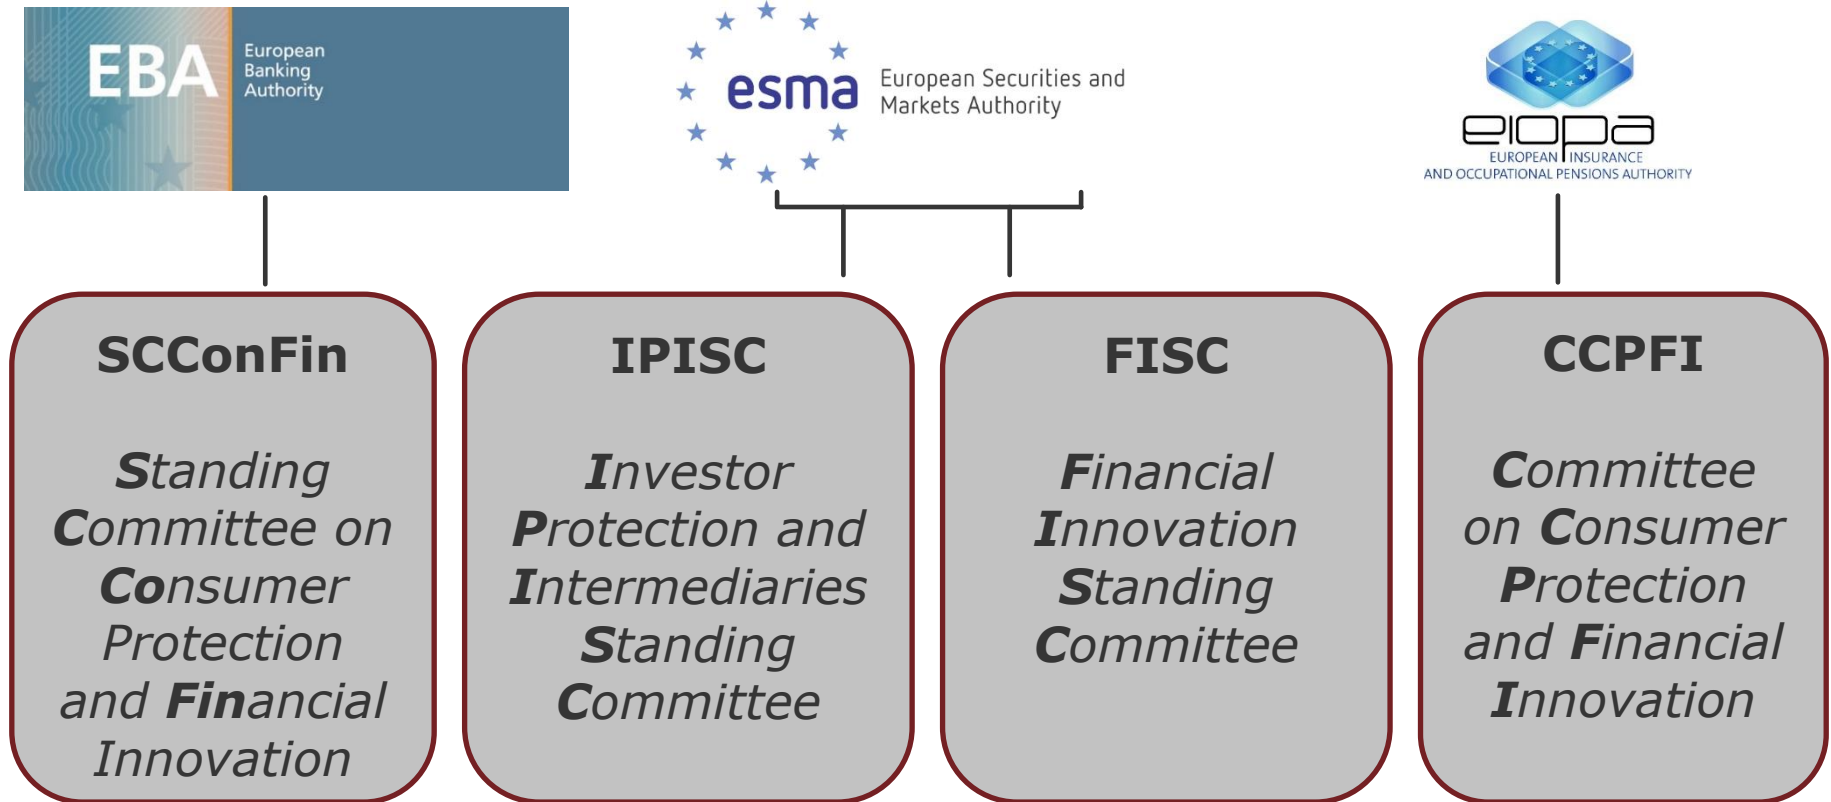 EBA
European
Banking
Authority
esma
European Securities and
Markets Authority
eiopa
EUROPEAN INSURANCE
AND OCCUPATIONAL PENSIONS AUTHORITY
SCConFin
Standing
Committee on
Consumer
Protection
and Financial
Innovation
IPISC
Investor
Protection and
Intermediaries
Standing
Committee
FISC
Financial
Innovation
Standing
Committee
CCPFI
Committee
on Consumer
Protection
and Financial
Innovation